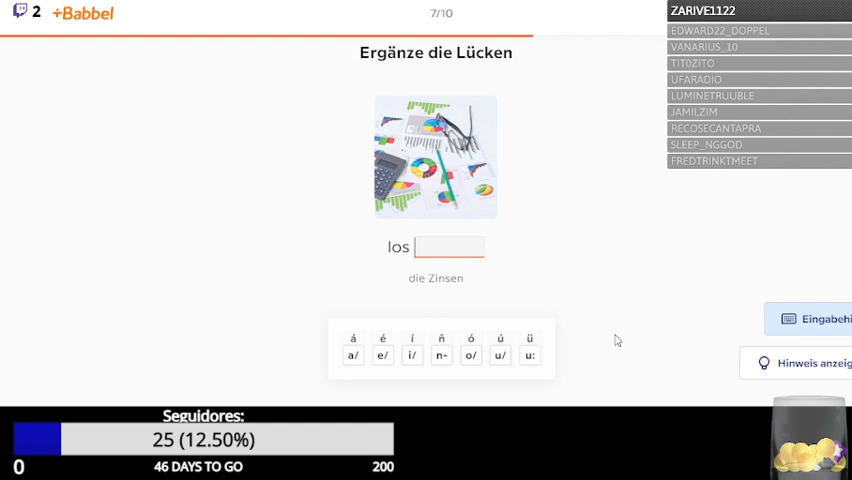 2 +Babbel
7/10
ZARIVE1122
EDWARD22_DOPPEL
VANARIUS_10
TIT0ZITO
UFARADIO
LUMINETRUUBLE
JAMILZIM
RECOSECANTAPRA
SLEEP_NGGOD
FREDTRINKTMEET
Ergänze die Lücken
los
die Zinsen
á é í ñ ó ú ü
a/ e/ i/ n- o/ u/ u:
Eingabehi
Hinweis anzeig
Seguidores:
25 (12.50%)
0 46 DAYS TO GO 200